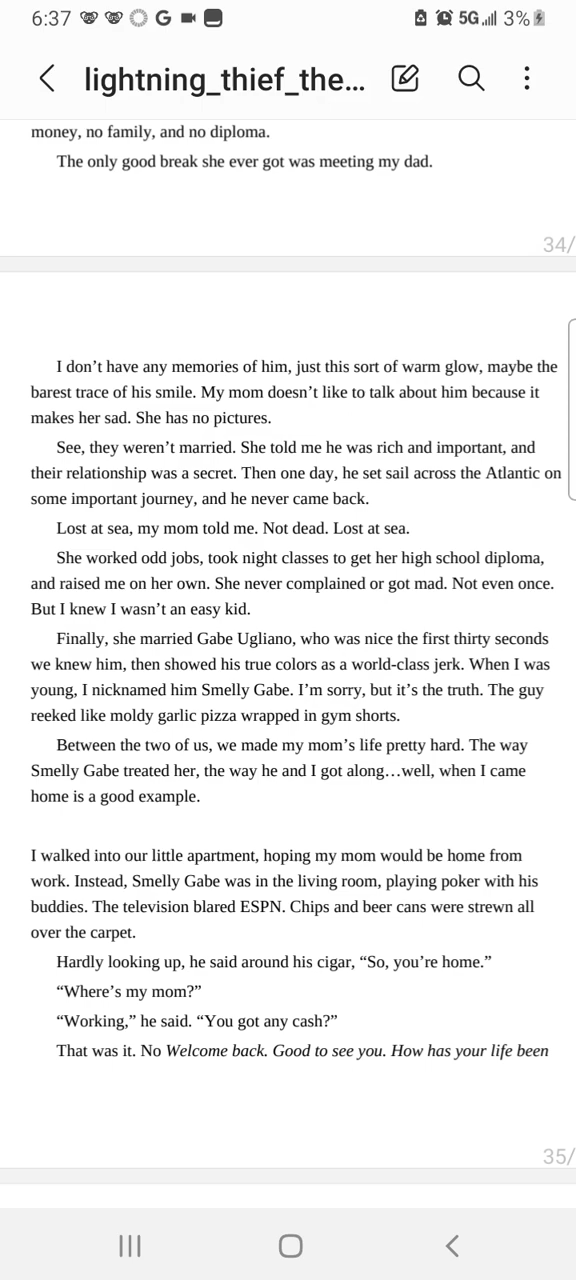 6:37 G 5G 3%
lightning_thief_the...
money, no family, and no diploma.
The only good break she ever got was meeting my dad.
34/
I don’t have any memories of him, just this sort of warm glow, maybe the
barest trace of his smile. My mom doesn’t like to talk about him because it
makes her sad. She has no pictures.
See, they weren’t married. She told me he was rich and important, and
their relationship was a secret. Then one day, he set sail across the Atlantic on
some important journey, and he never came back.
Lost at sea, my mom told me. Not dead. Lost at sea.
She worked odd jobs, took night classes to get her high school diploma,
and raised me on her own. She never complained or got mad. Not even once.
But I knew I wasn’t an easy kid.
Finally, she married Gabe Ugliano, who was nice the first thirty seconds
we knew him, then showed his true colors as a world-class jerk. When I was
young, I nicknamed him Smelly Gabe. I’m sorry, but it’s the truth. The guy
reeked like moldy garlic pizza wrapped in gym shorts.
Between the two of us, we made my mom’s life pretty hard. The way
Smelly Gabe treated her, the way he and I got along…well, when I came
home is a good example.
I walked into our little apartment, hoping my mom would be home from
work. Instead, Smelly Gabe was in the living room, playing poker with his
buddies. The television blared ESPN. Chips and beer cans were strewn all
over the carpet.
Hardly looking up, he said around his cigar, “So, you’re home.”
“Where’s my mom?”
“Working,” he said. “You got any cash?”
That was it. No Welcome back. Good to see you. How has your life been
35/